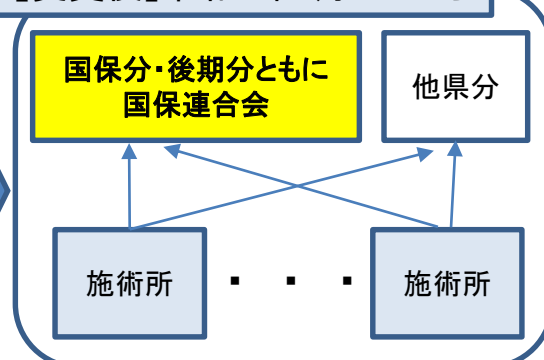 国保分・後期分ともに
国保連合会
他県分
施術所
・・・
施術所